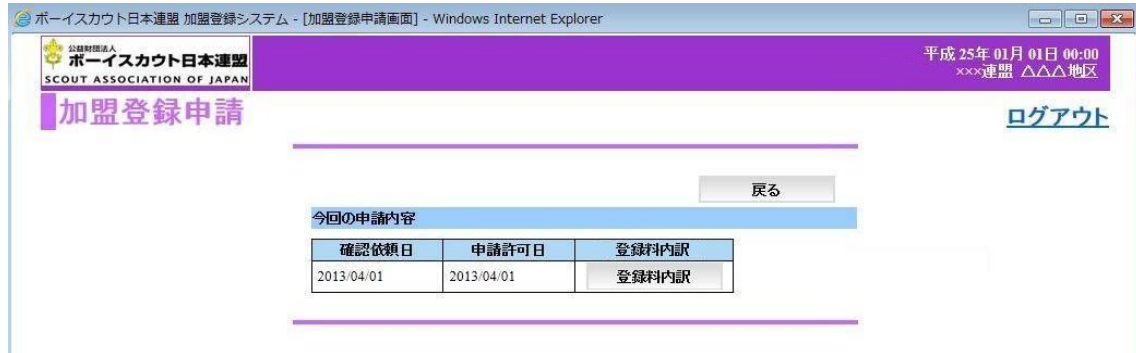 ボーイスカウト日本連盟 加盟登録システム - [加盟登録申請画面] - Windows Internet Explorer
公益財団法人
ボーイスカウト日本連盟
SCOUT ASSOCIATION OF JAPAN
平成 25年 01月 01日 00:00
×××連盟 △△△地区
加盟登録申請
ログアウト
戻る
今回の申請内容
確認依頼日 申請許可日 登録料内訳
2013/04/01 2013/04/01 登録料内訳